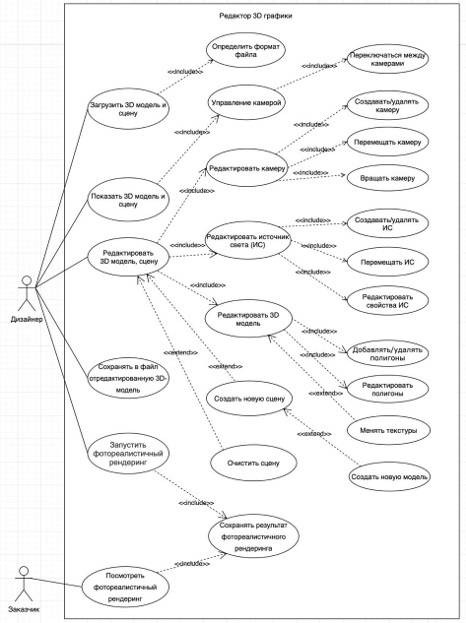 Редактор 3D графики
Определить формат
файла
<<include>>
Переключаться между
камерами
Загрузить 3D модель и
сцену
Управление камерой
<<include>>
Создавать/удалять
камеру
<<include>>
<<include>>
Перемещать камеру
<<include>>
Редактировать камеру
<<include>>
Вращать камеру
<<include>>
Показать 3D модель и
сцену
<<include>>
Создавать/удалять
ИС
<<include>>
Редактировать источник
света (ИС)
<<include>>
Редактировать
3D модель, сцену
<<include>>
Перемещать ИС
<<include>>
<<include>>
Редактировать
свойства ИС
Дизайнер
Редактировать 3D
модель
<<include>>
Добавлять/удалять
полигоны
<<extend>>
<<include>>
Сохранять в файл
отредактированную 3D-
модель
Редактировать
полигоны
<<extend>>
<<extend>>
Создать новую сцену
Менять текстуры
<<extend>>
Запустить
фотореалистичный
рендеринг
Очистить сцену
Создать новую модель
<<include>>
Сохранять результат
фотореалистичного
рендеринга
<<include>>
Посмотреть
фотореалистичный
рендеринг
Заказчик